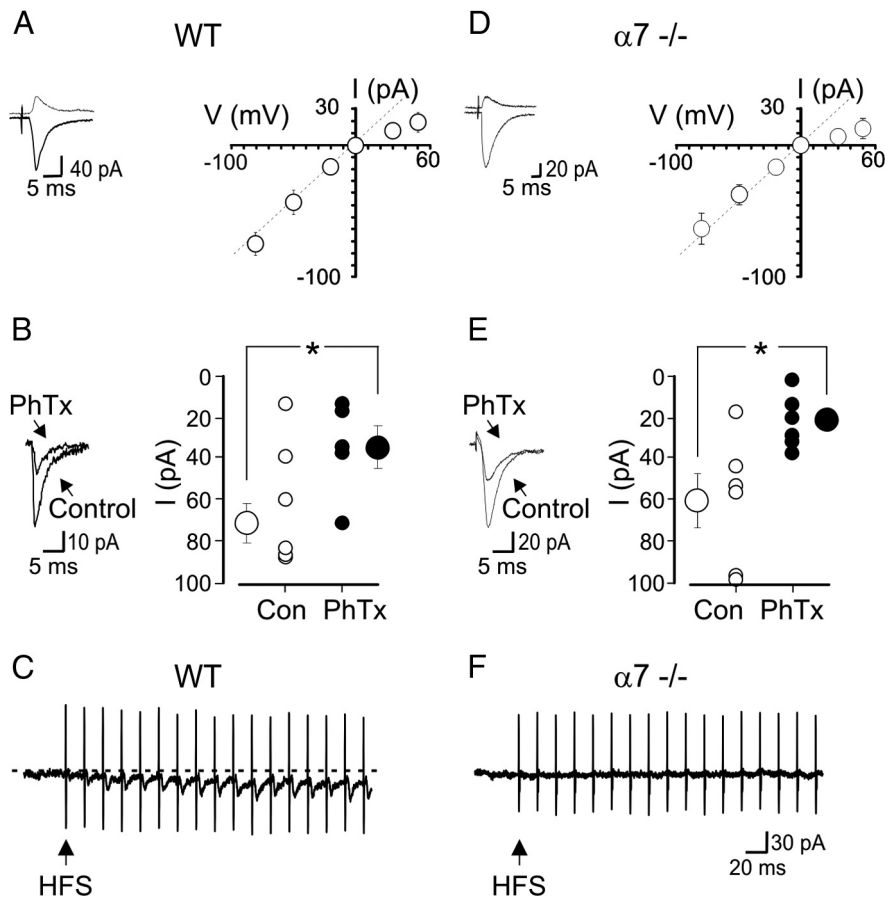 A
WT
I (pA)
30
V (mV)
-100
60
-100
40 pA
5 ms
D
α7 -/-
I (pA)
30
V (mV)
-100
60
-100
20 pA
5 ms
B
*
PhTx
Control
10 pA
5 ms
I (pA)
0
20
40
60
80
100
Con
PhTx
E
*
PhTx
Control
20 pA
5 ms
I (pA)
0
20
40
60
80
100
Con
PhTx
C
WT
HFS
F
α7 -/-
HFS
30 pA
20 ms